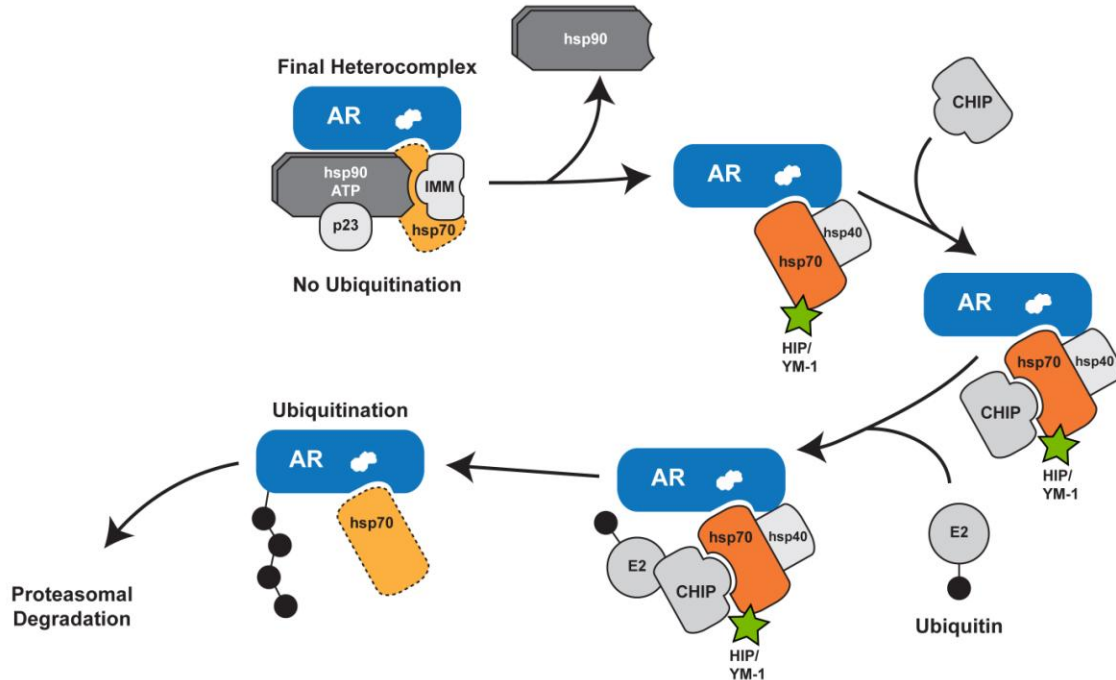 hsp90
Final Heterocomplex
AR
hsp90
ATP
IMM
p23
hsp70
No Ubiquitination
AR
hsp70
hsp40
HIP/
YM-1
CHIP
AR
hsp70
hsp40
CHIP
HIP/
YM-1
E2
Ubiquitin
AR
hsp70
hsp40
E2
CHIP
HIP/
YM-1
Ubiquitination
AR
hsp70
Proteasomal
Degradation